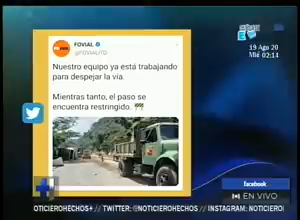 FOVIAL
@FOVIALITO
Nuestro equipo ya está trabajando
para despejar la vía.
Mientras tanto, el paso se
encuentra restringido.
19 Ago 20
Mié 02:14
facebook
EN VIVO
OTICIEROHECHOS+ // TWITTER: @NOTICIEROHECHOS // INSTAGRAM: NOTICIERO